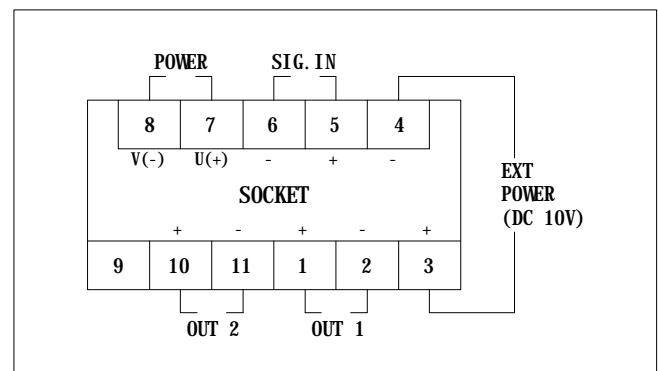 POWER SIG.IN
8 7 6 5 4
V(-) U(+) - + -
EXT
POWER
(DC 10V)
SOCKET
+ - + - +
9 10 11 1 2 3
OUT 2 OUT 1